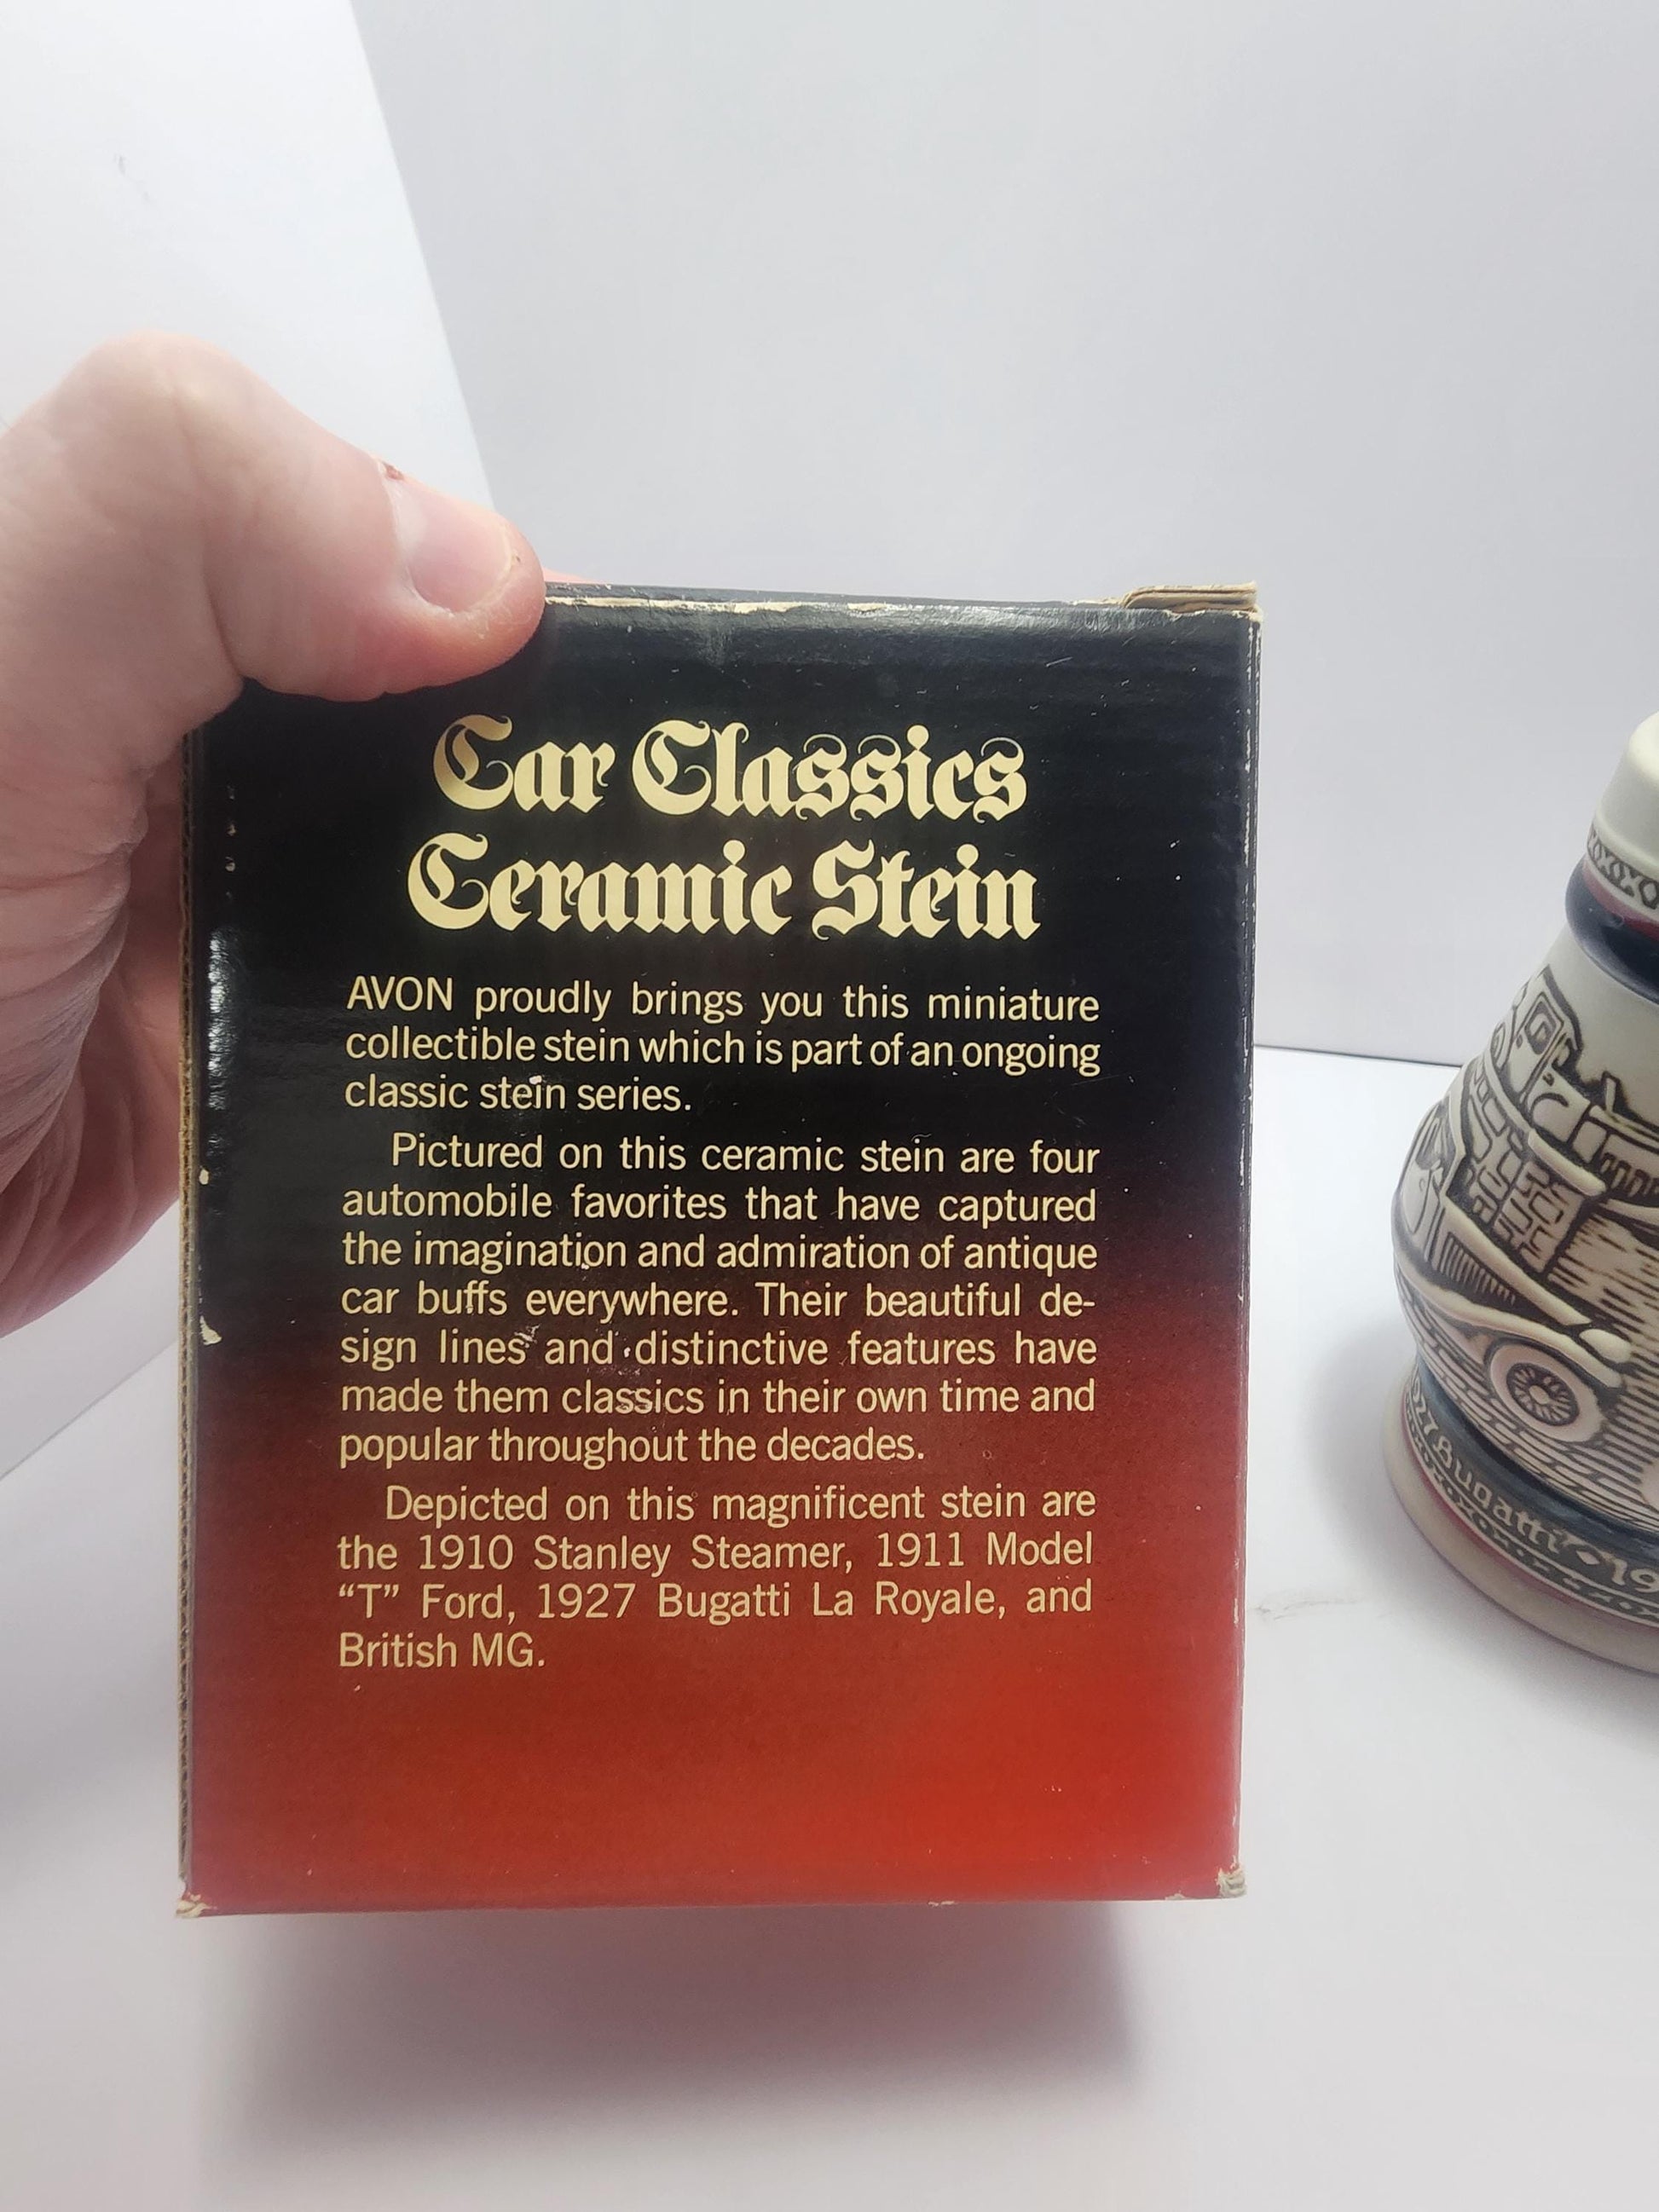 Car Classics
Ceramic Stein
AVON proudly brings you this miniature
collectible stein which is part of an ongoing
classic stein series.
Pictured on this ceramic stein are four
automobile favorites that have captured
the imagination and admiration of antique
car buffs everywhere. Their beautiful de-
sign lines and distinctive features have
made them classics in their own time and
popular throughout the decades.
Depicted on this magnificent stein are
the 1910 Stanley Steamer, 1911 Model
“T” Ford, 1927 Bugatti La Royale, and
British MG.
Bugatti